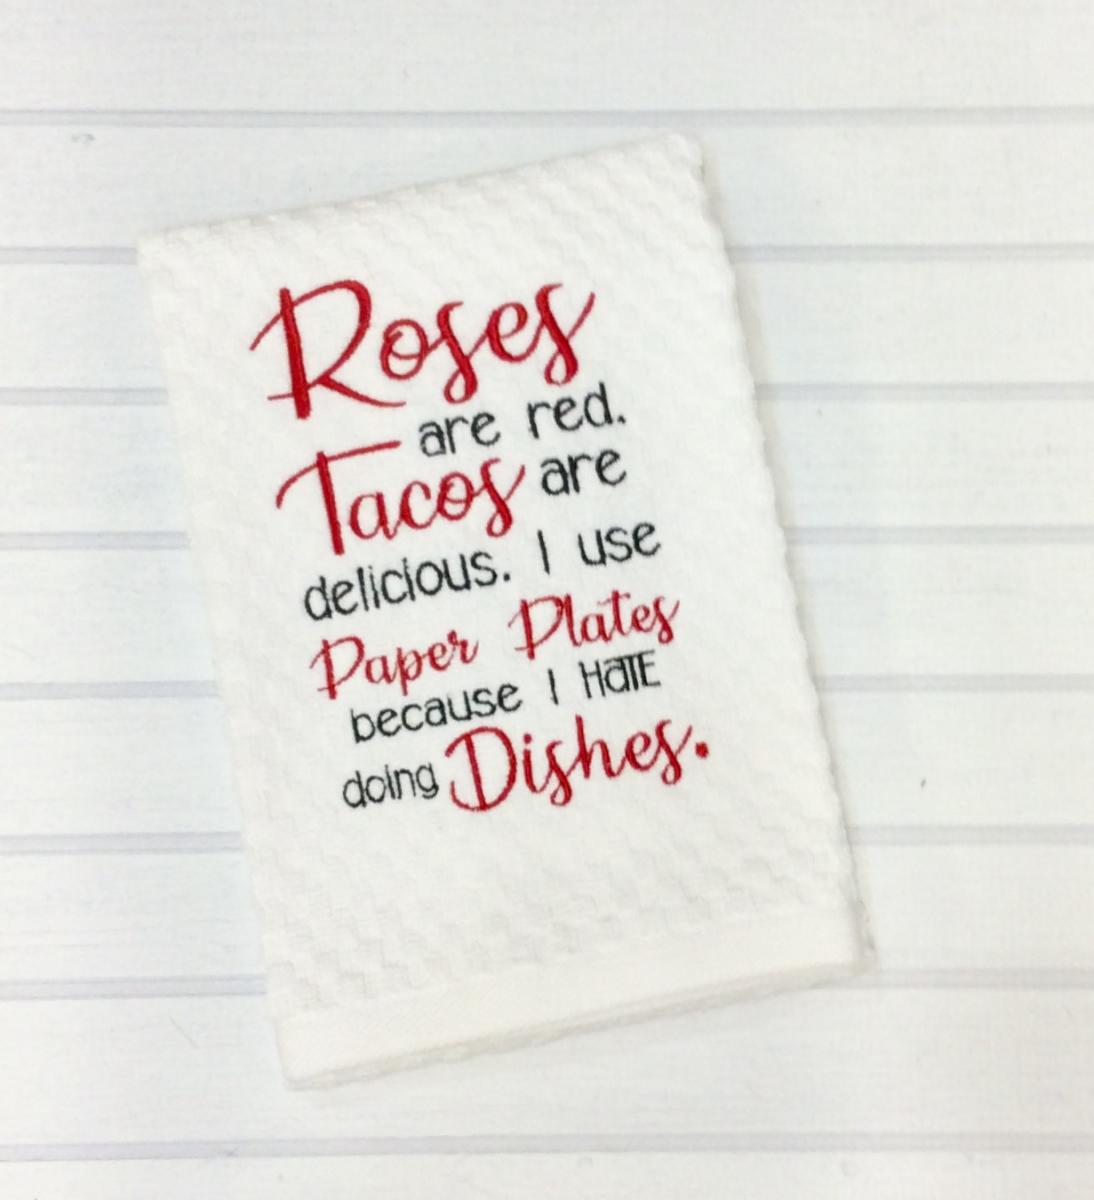 Roses
are red.
Tacos are
delicious. I use
Paper Plates
because I HaTE
doing Dishes.